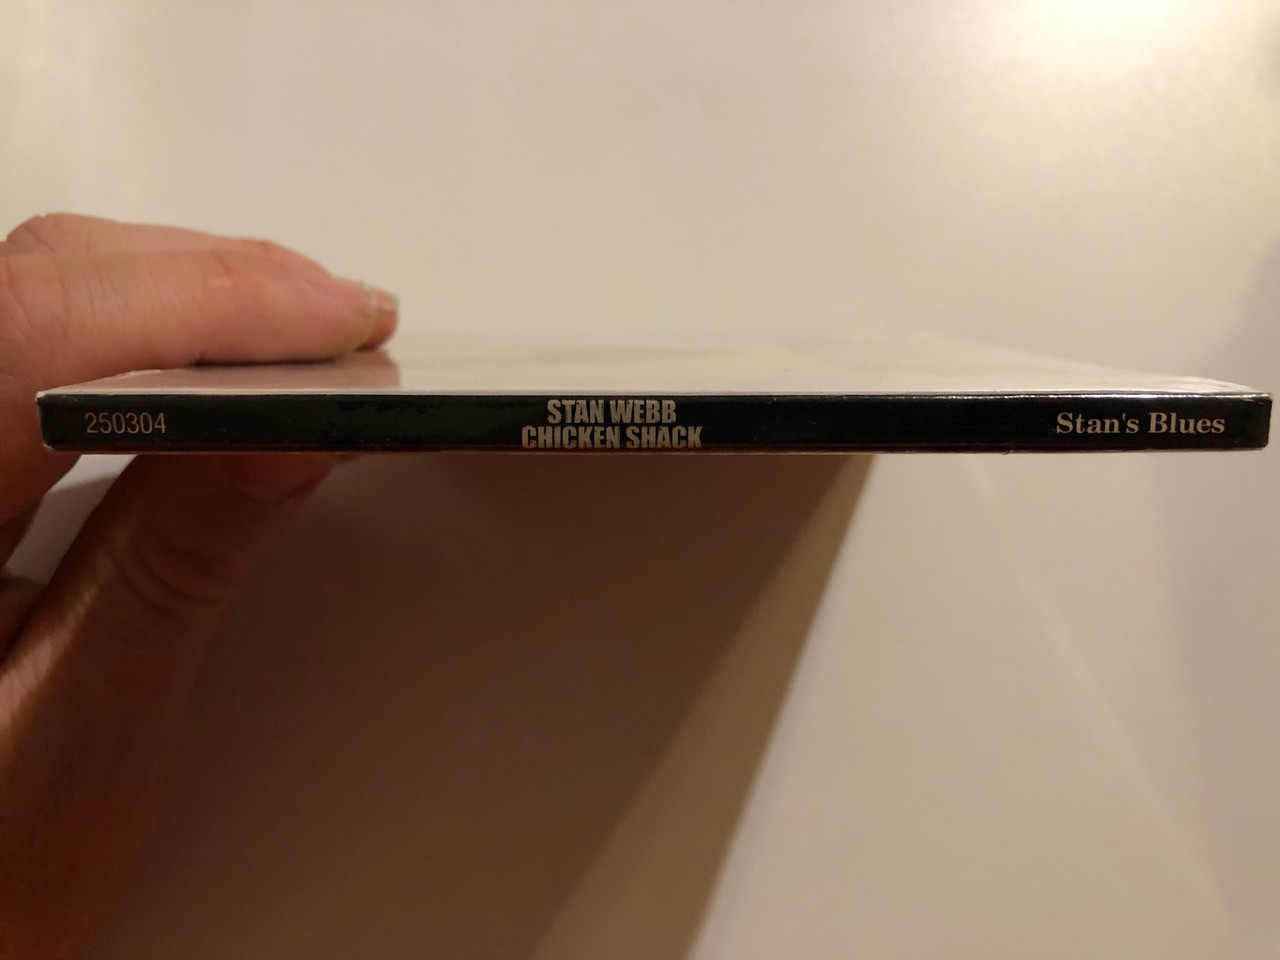 250304
STAN WEBB
CHICKEN SHACK
Stan's Blues